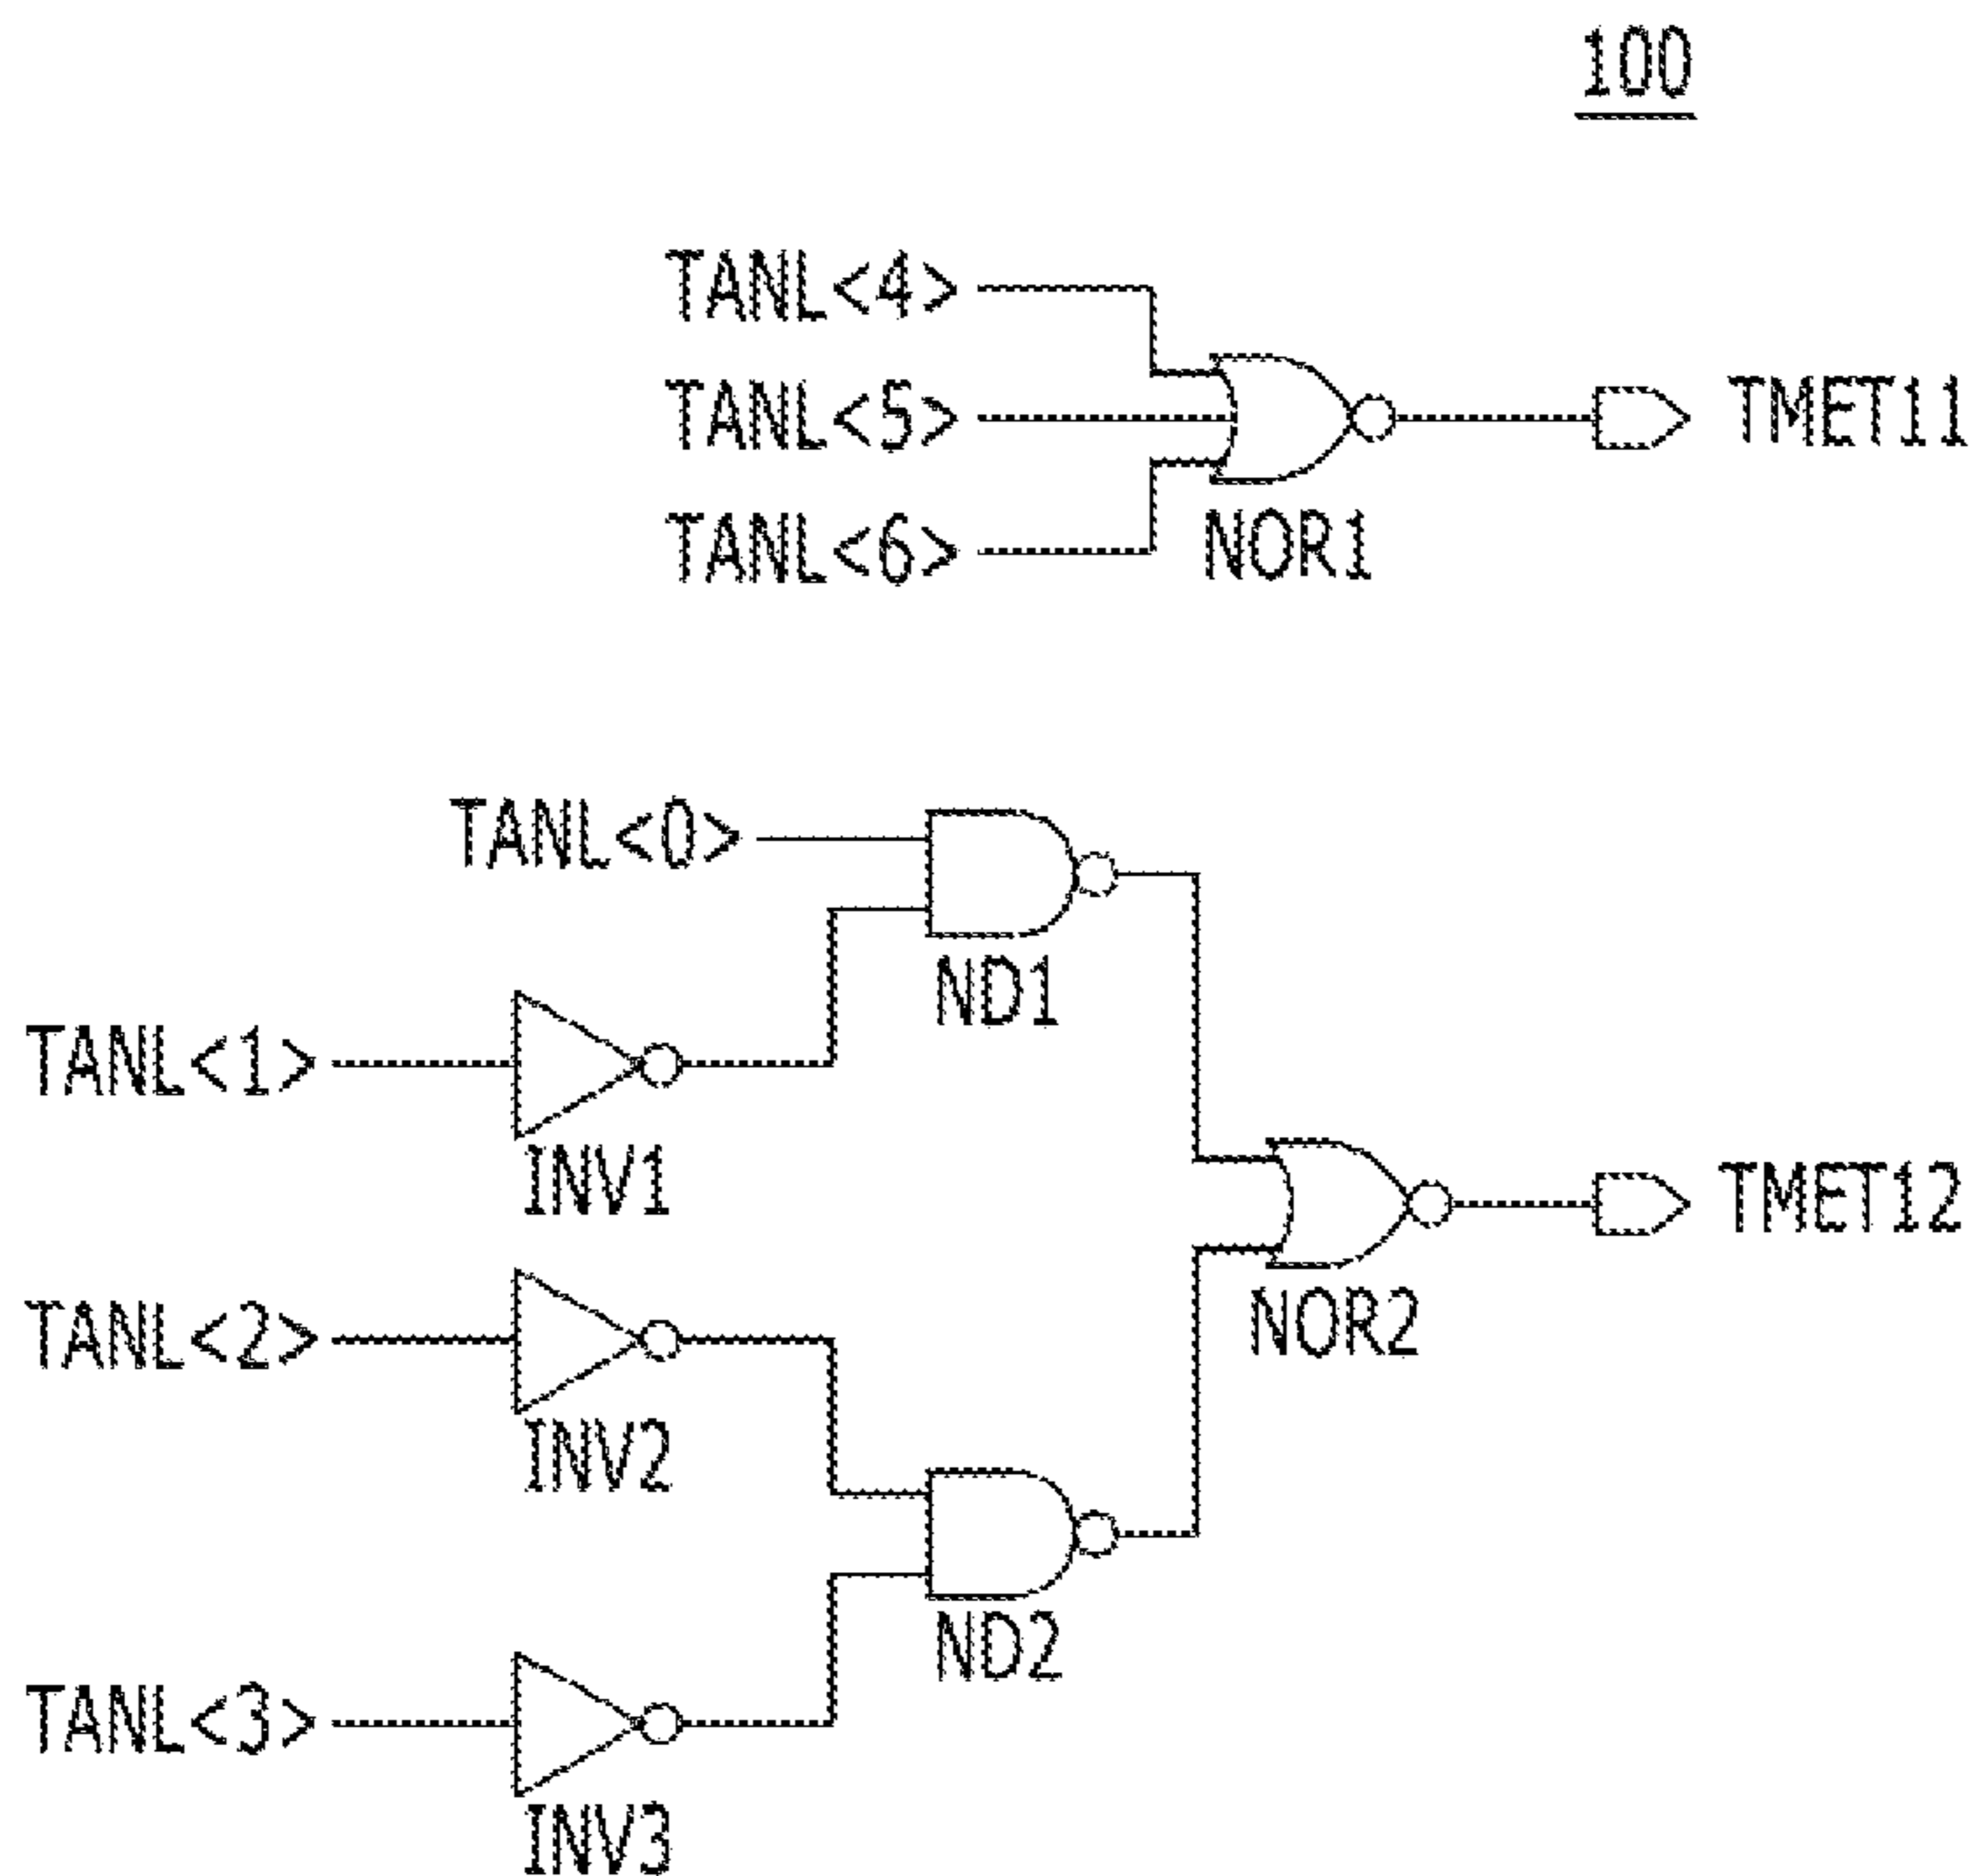 100
TANL<4>
TANL<5>
TMET11
TANL<6>
NOR1
TANL<0>
ND1
TANL<1>
INV1
TMET12
TANL<2>
NOR2
INV2
ND2
TANL<3>
INV3